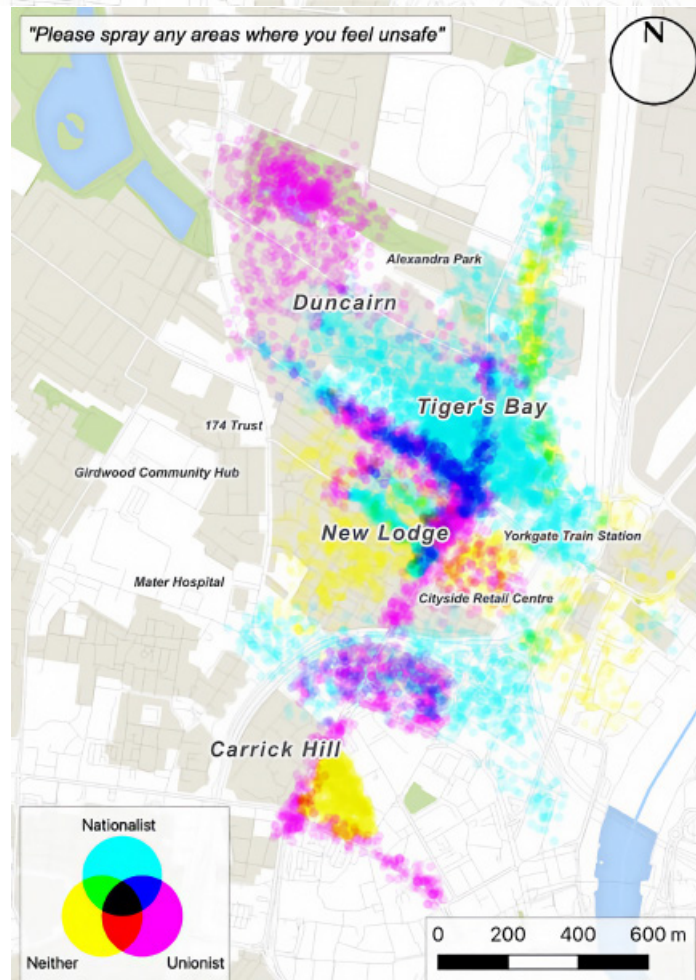 "Please spray any areas where you feel unsafe"
N
Alexandra Park
Duncairn
Tiger's Bay
174 Trust
Girdwood Community Hub
New Lodge
Yorkgate Train Station
Mater Hospital
Cityside Retail Centre
Carrick Hill
Nationalist
Neither
Unionist
0 200 400 600 m